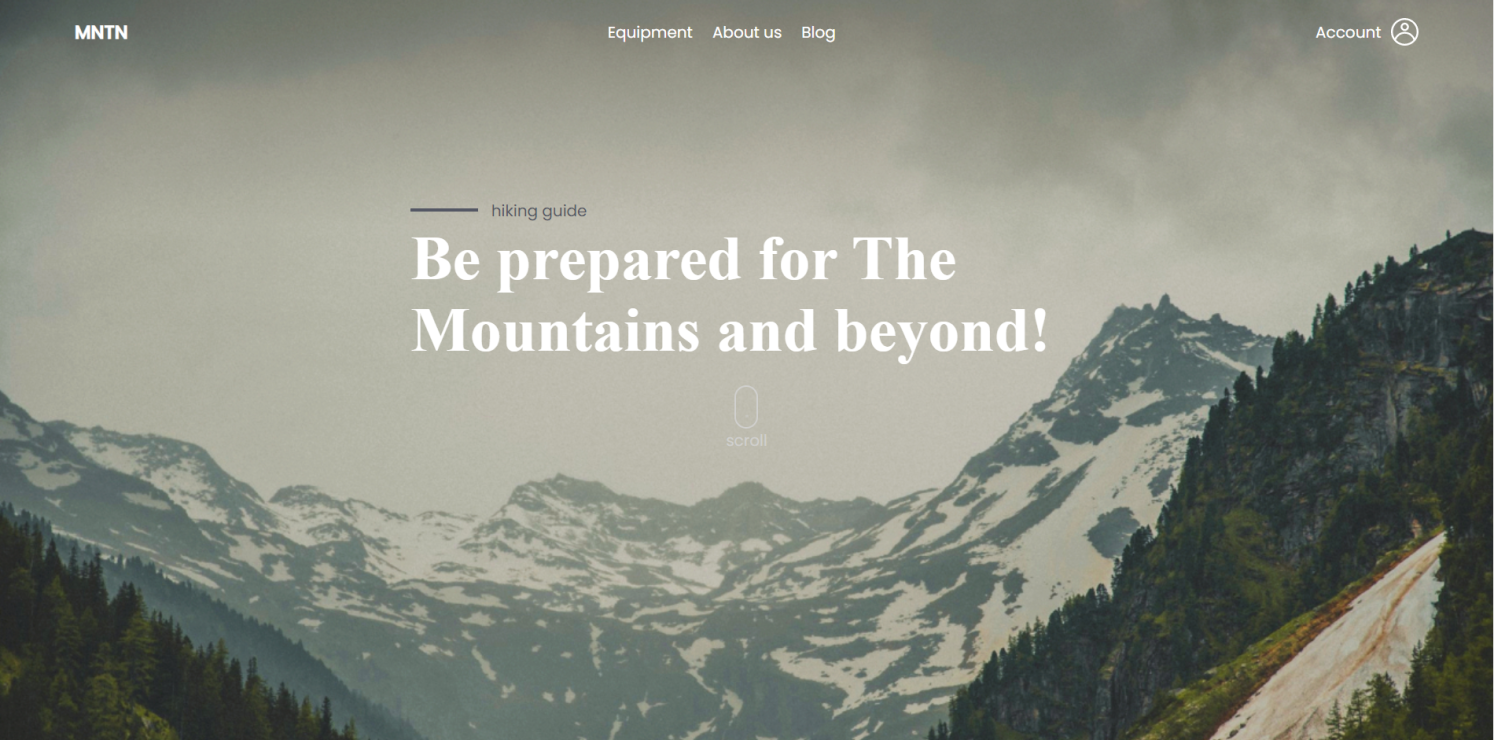 MNTN
Equipment About us Blog
Account
hiking guide
Be prepared for The
Mountains and beyond!
scroll